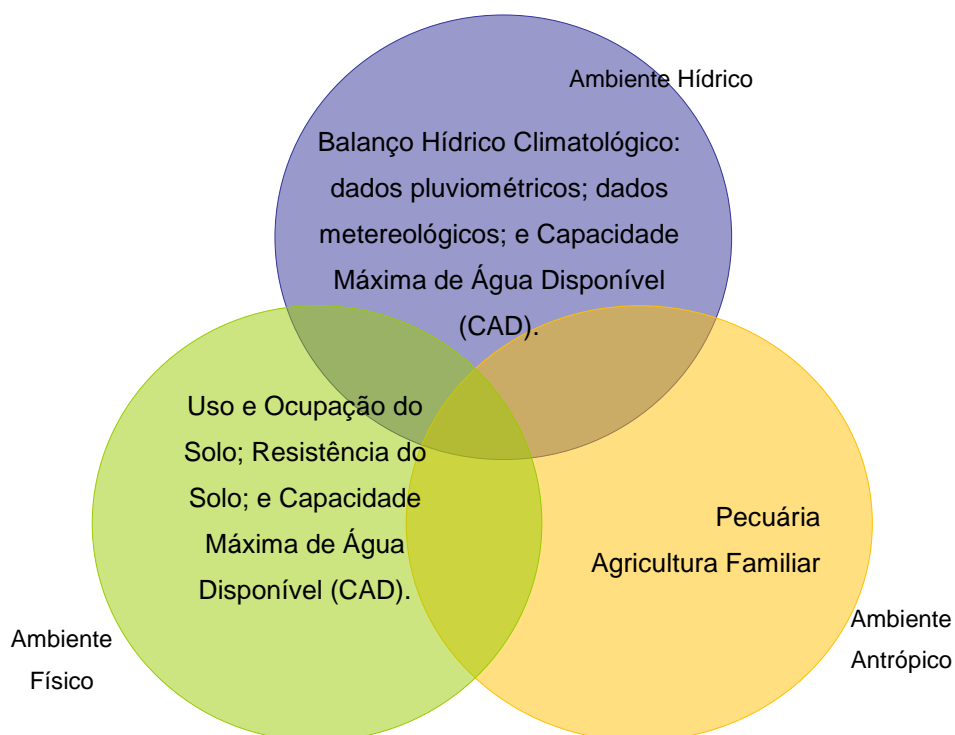 Ambiente Hídrico
Balanço Hídrico Climatológico:
dados pluviométricos; dados
metereológicos; e Capacidade
Máxima de Água Disponível
(CAD).
Uso e Ocupação do
Solo; Resistência do
Solo; e Capacidade
Máxima de Água
Disponível (CAD).
Pecuária
Agricultura Familiar
Ambiente
Físico
Ambiente
Antrópico